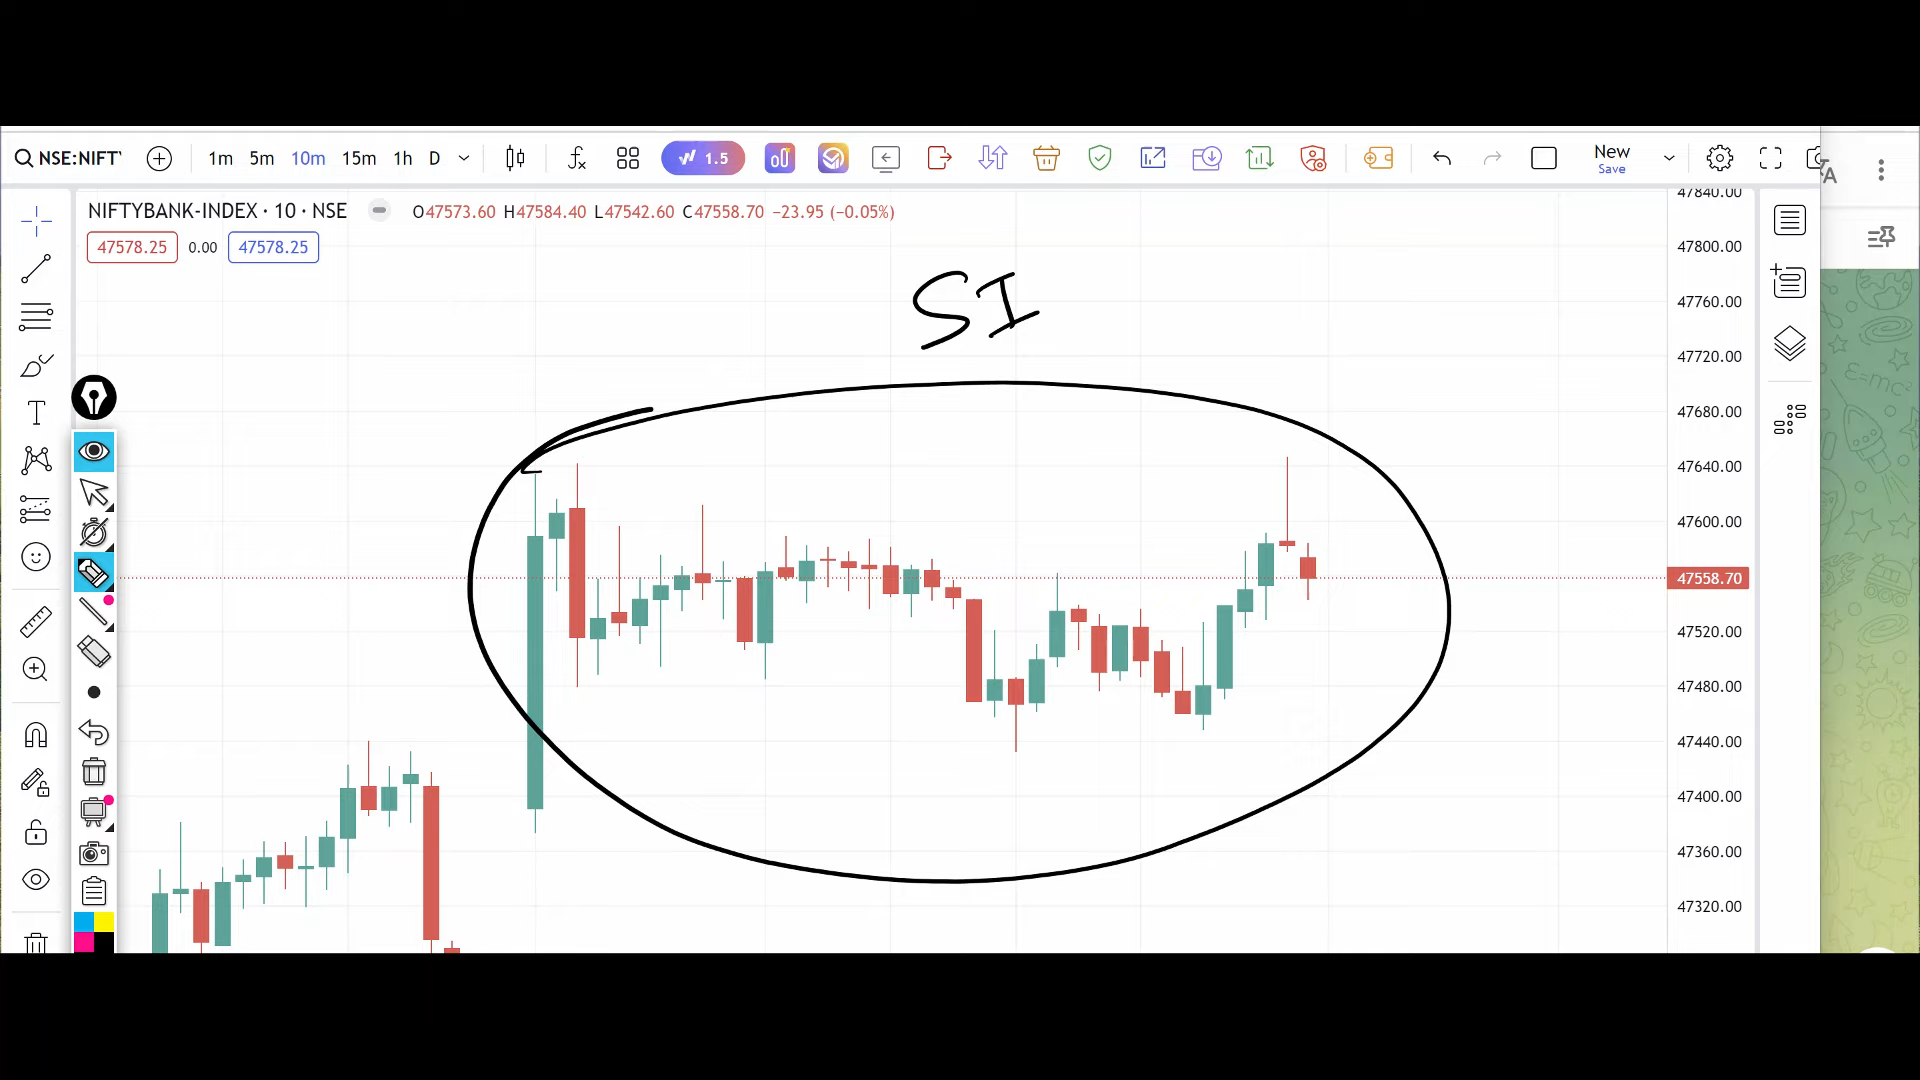 NSE:NIFT
1m 5m 10m 15m 1h D
1.5
New
Save
NIFTYBANK-INDEX · 10 · NSE
O47573.60 H47584.40 L47542.60 C47558.70 −23.95 (−0.05%)
47578.25 0.00 47578.25
SI
47840.00
47800.00
47760.00
47720.00
47680.00
47640.00
47600.00
47558.70
47520.00
47480.00
47440.00
47400.00
47360.00
47320.00